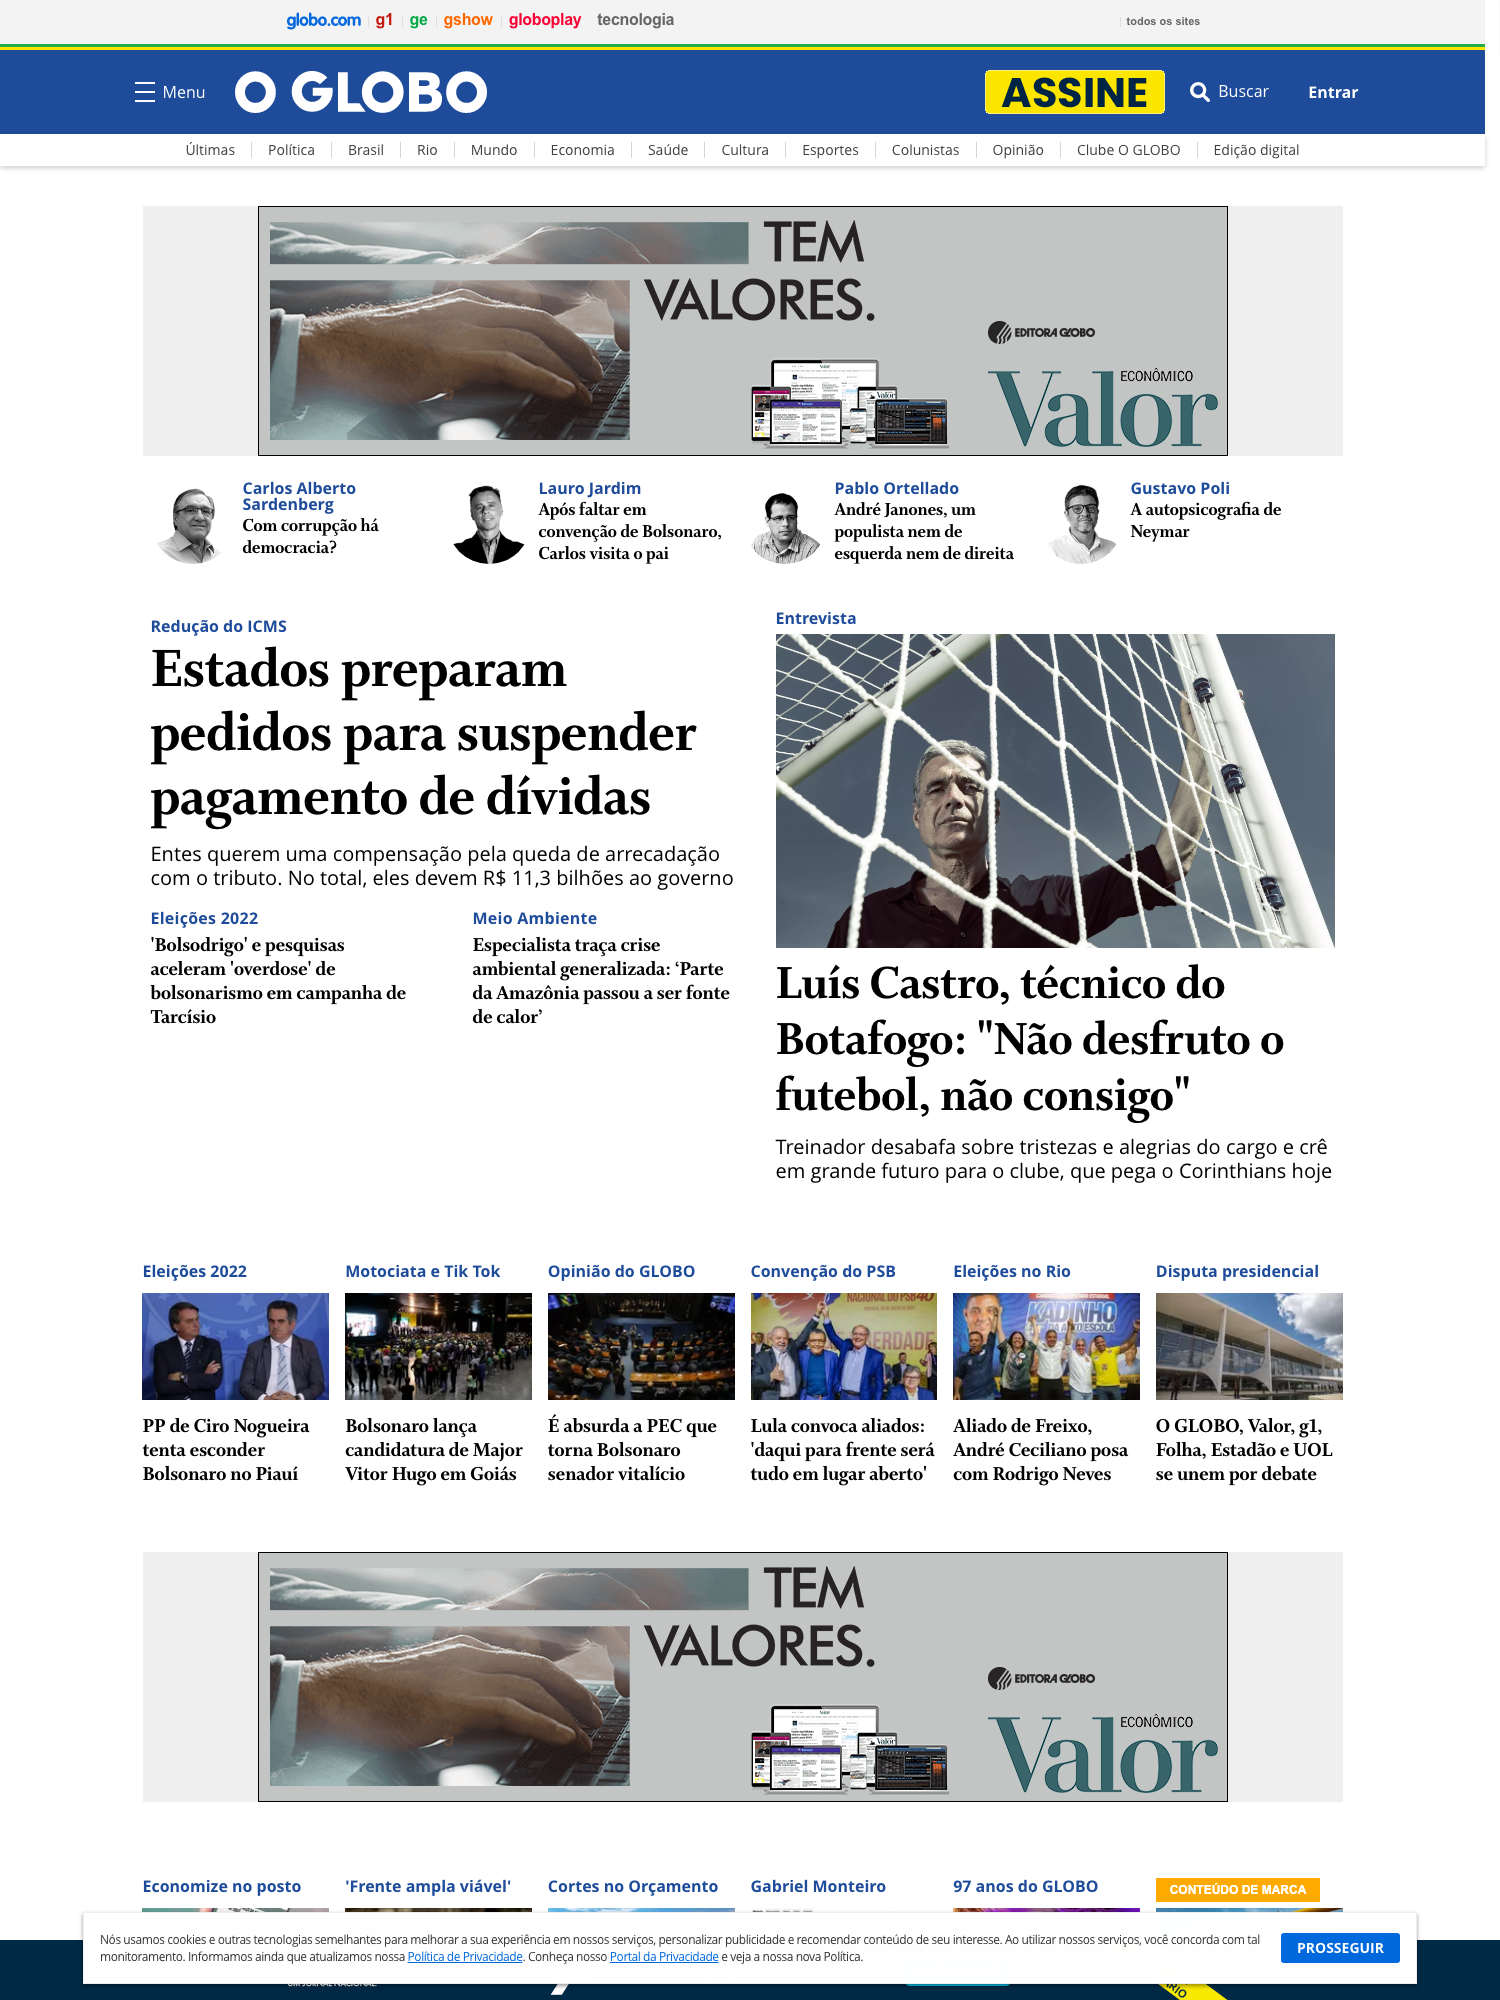 globo.com g1 ge gshow globoplay tecnologia todos os sites
Menu O GLOBO ASSINE Buscar Entrar
Últimas Política Brasil Rio Mundo Economia Saúde Cultura Esportes Colunistas Opinião Clube O GLOBO Edição digital
TEM
VALORES.
EDITORA GLOBO
Valor
ECONÔMICO
Carlos Alberto
Sardenberg
Com corrupção há
democracia?
Lauro Jardim
Após faltar em
convenção de Bolsonaro,
Carlos visita o pai
Pablo Ortellado
André Janones, um
populista nem de
esquerda nem de direita
Gustavo Poli
A autopsicografia de
Neymar
Redução do ICMS
Estados preparam
pedidos para suspender
pagamento de dívidas
Entes querem uma compensação pela queda de arrecadação
com o tributo. No total, eles devem R$ 11,3 bilhões ao governo
Eleições 2022
'Bolsodrigo' e pesquisas
aceleram 'overdose' de
bolsonarismo em campanha de
Tarcísio
Meio Ambiente
Especialista traça crise
ambiental generalizada: ‘Parte
da Amazônia passou a ser fonte
de calor’
Entrevista
Luís Castro, técnico do
Botafogo: "Não desfruto o
futebol, não consigo"
Treinador desabafa sobre tristezas e alegrias do cargo e crê
em grande futuro para o clube, que pega o Corinthians hoje
Eleições 2022
PP de Ciro Nogueira
tenta esconder
Bolsonaro no Piauí
Motociata e Tik Tok
Bolsonaro lança
candidatura de Major
Vitor Hugo em Goiás
Opinião do GLOBO
É absurda a PEC que
torna Bolsonaro
senador vitalício
Convenção do PSB
NACIONAL DO PSB 40
ERDADE
Lula convoca aliados:
'daqui para frente será
tudo em lugar aberto'
Eleições no Rio
KADINHO
Aliado de Freixo,
André Ceciliano posa
com Rodrigo Neves
Disputa presidencial
O GLOBO, Valor, g1,
Folha, Estadão e UOL
se unem por debate
TEM
VALORES.
EDITORA GLOBO
Valor
ECONÔMICO
Economize no posto
'Frente ampla viável'
Cortes no Orçamento
Gabriel Monteiro
97 anos do GLOBO
CONTEÚDO DE MARCA
Nós usamos cookies e outras tecnologias semelhantes para melhorar a sua experiência em nossos serviços, personalizar publicidade e recomendar conteúdo de seu interesse. Ao utilizar nossos serviços, você concorda com tal
monitoramento. Informamos ainda que atualizamos nossa Política de Privacidade. Conheça nosso Portal da Privacidade e veja a nossa nova Política.
PROSSEGUIR